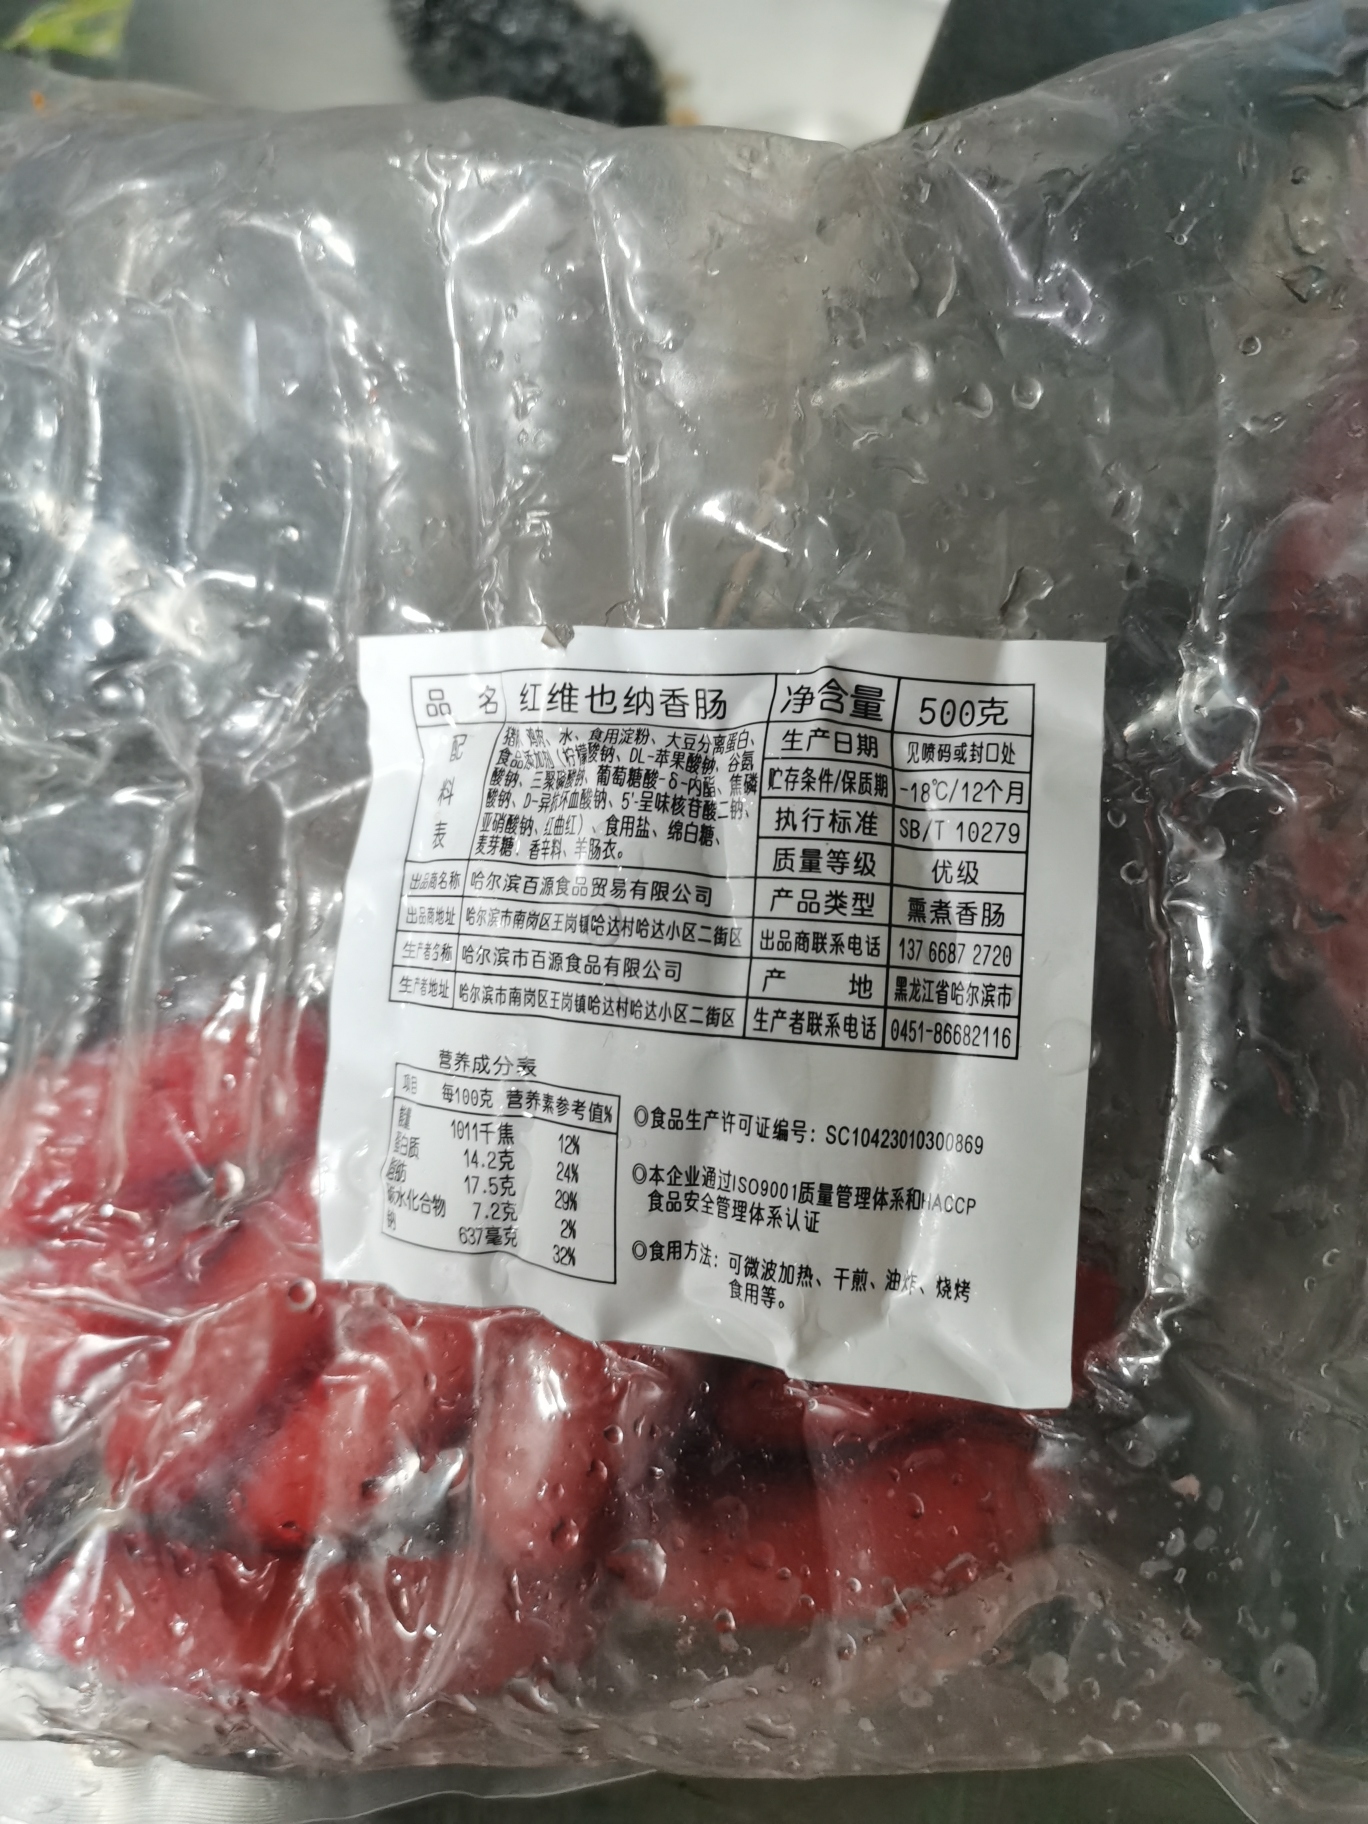 品 名 红维也纳香肠 净含量 500克
配料表 猪肉、鸡肉、水、食用淀粉、大豆分离蛋白、
食品添加剂（柠檬酸钠、DL-苹果酸钠、谷氨
酸钠、三聚磷酸钠、葡萄糖酸-δ-内酯、焦磷
酸钠、D-异抗坏血酸钠、5'-呈味核苷酸二钠、
亚硝酸钠、红曲红）、食用盐、绵白糖、
麦芽糖、香辛料、羊肠衣。
生产日期 见喷码或封口处
贮存条件/保质期 -18℃/12个月
执行标准 SB/T 10279
质量等级 优级
产品类型 熏煮香肠
出品商名称 哈尔滨百源食品贸易有限公司
出品商地址 哈尔滨市南岗区王岗镇哈达村哈达小区二街区
出品商联系电话 137 6687 2720
生产者名称 哈尔滨市百源食品有限公司
产 地 黑龙江省哈尔滨市
生产者地址 哈尔滨市南岗区王岗镇哈达村哈达小区二街区
生产者联系电话 0451-86682116
营养成分表
项目 每100克 营养素参考值%
能量 1011千焦 12%
蛋白质 14.2克 24%
脂肪 17.5克 29%
碳水化合物 7.2克 2%
钠 637毫克 32%
◎食品生产许可证编号：SC10423010300869
◎本企业通过ISO9001质量管理体系和HACCP
食品安全管理体系认证
◎食用方法：可微波加热、干煎、油炸、烧烤
食用等。